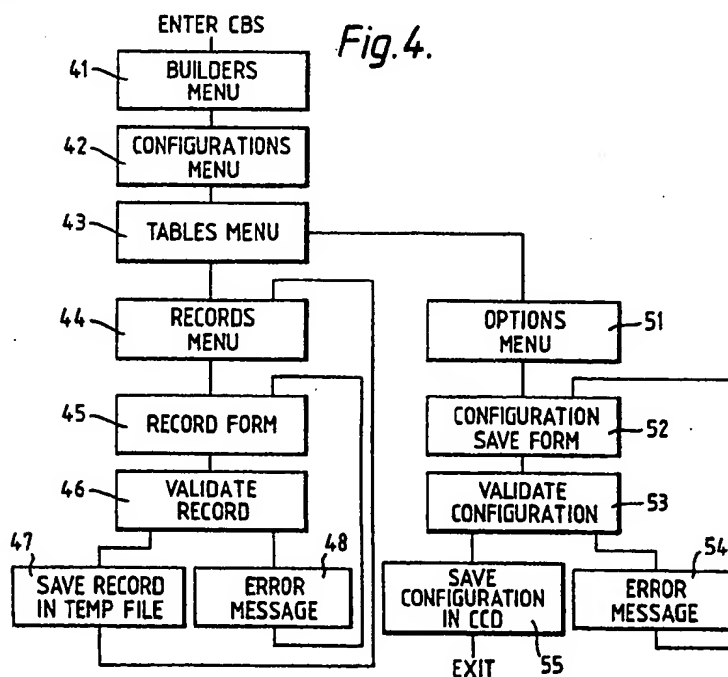 ENTER CBS
Fig.4.
41
BUILDERS
MENU
42
CONFIGURATIONS
MENU
43
TABLES MENU
44
RECORDS
MENU
45
RECORD FORM
46
VALIDATE
RECORD
47
SAVE RECORD
IN TEMP FILE
48
ERROR
MESSAGE
OPTIONS
MENU
51
CONFIGURATION
SAVE FORM
52
VALIDATE
CONFIGURATION
53
SAVE
CONFIGURATION
IN CCD
55
54
ERROR
MESSAGE
EXIT